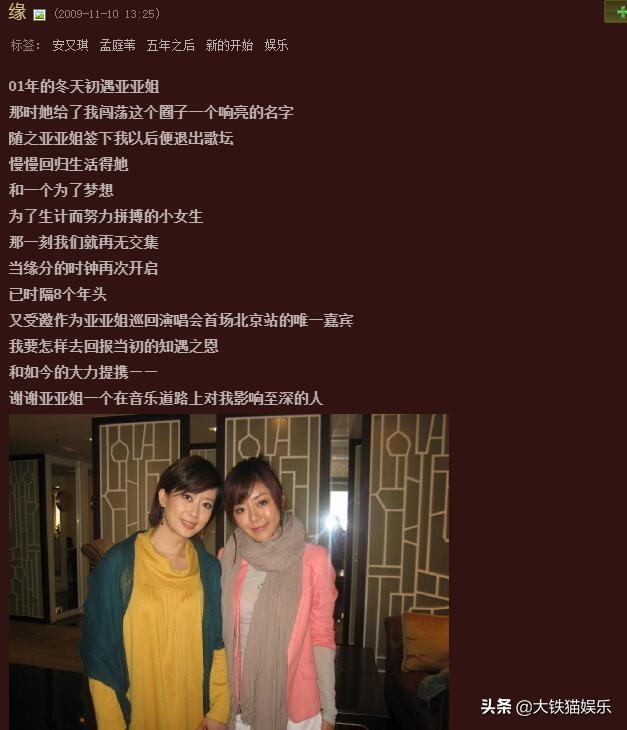 缘 (2009-11-10 13:25)
标签: 安又琪 孟庭苇 五年之后 新的开始 娱乐
01年的冬天初遇亚亚姐
那时她给了我闯荡这个圈子一个响亮的名字
随之亚亚姐签下我以后便退出歌坛
慢慢回归生活得她
和一个为了梦想
为了生计而努力拼搏的小女生
那一刻我们就再无交集
当缘分的时钟再次开启
已时隔8个年头
又受邀作为亚亚姐巡回演唱会首场北京站的唯一嘉宾
我要怎样去回报当初的知遇之恩
和如今的大力提携——
谢谢亚亚姐一个在音乐道路上对我影响至深的人
头条 @大铁猫娱乐